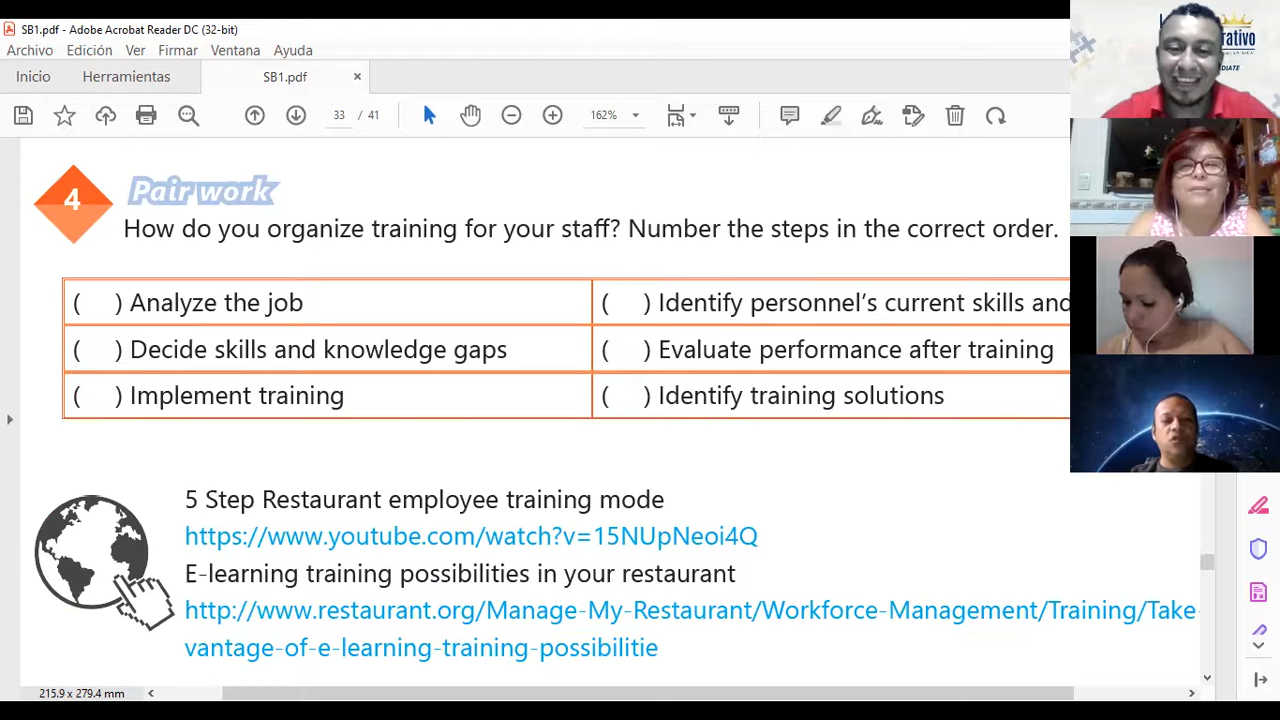 SB1.pdf - Adobe Acrobat Reader DC (32-bit)
Archivo Edición Ver Firmar Ventana Ayuda
Inicio Herramientas SB1.pdf ×
33 / 41 162%
4 Pair work
How do you organize training for your staff? Number the steps in the correct order.
( ) Analyze the job ( ) Identify personnel's current skills and
( ) Decide skills and knowledge gaps ( ) Evaluate performance after training
( ) Implement training ( ) Identify training solutions
5 Step Restaurant employee training mode
https://www.youtube.com/watch?v=15NUpNeoi4Q
E-learning training possibilities in your restaurant
http://www.restaurant.org/Manage-My-Restaurant/Workforce-Management/Training/Take-
vantage-of-e-learning-training-possibilitie
215.9 x 279.4 mm